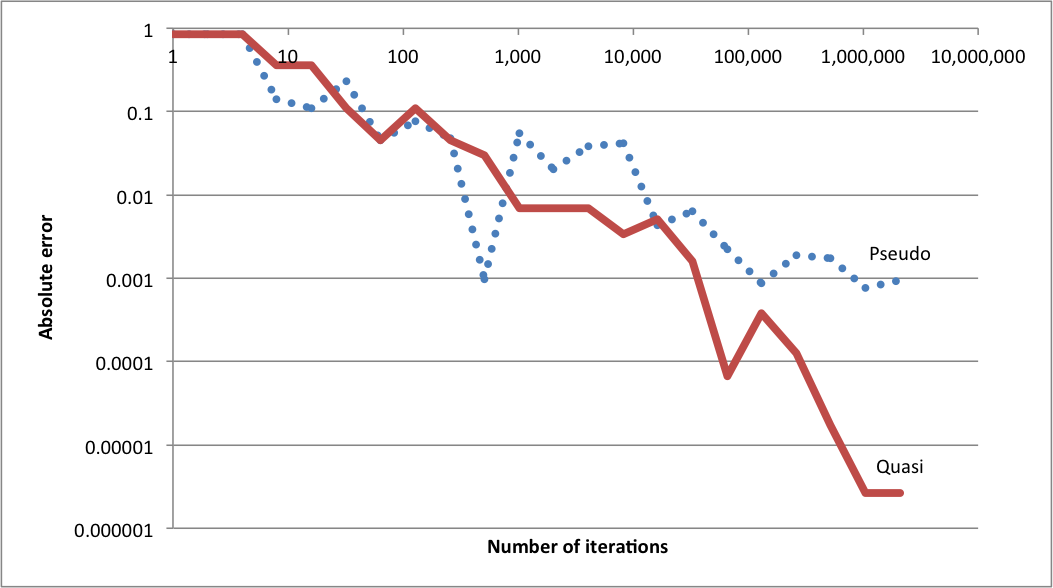 1
1 10 100 1,000 10,000 100,000 1,000,000 10,000,000
0.1
0.01
0.001
0.0001
0.00001
0.000001
Absolute error
Pseudo
Quasi
Number of iterations